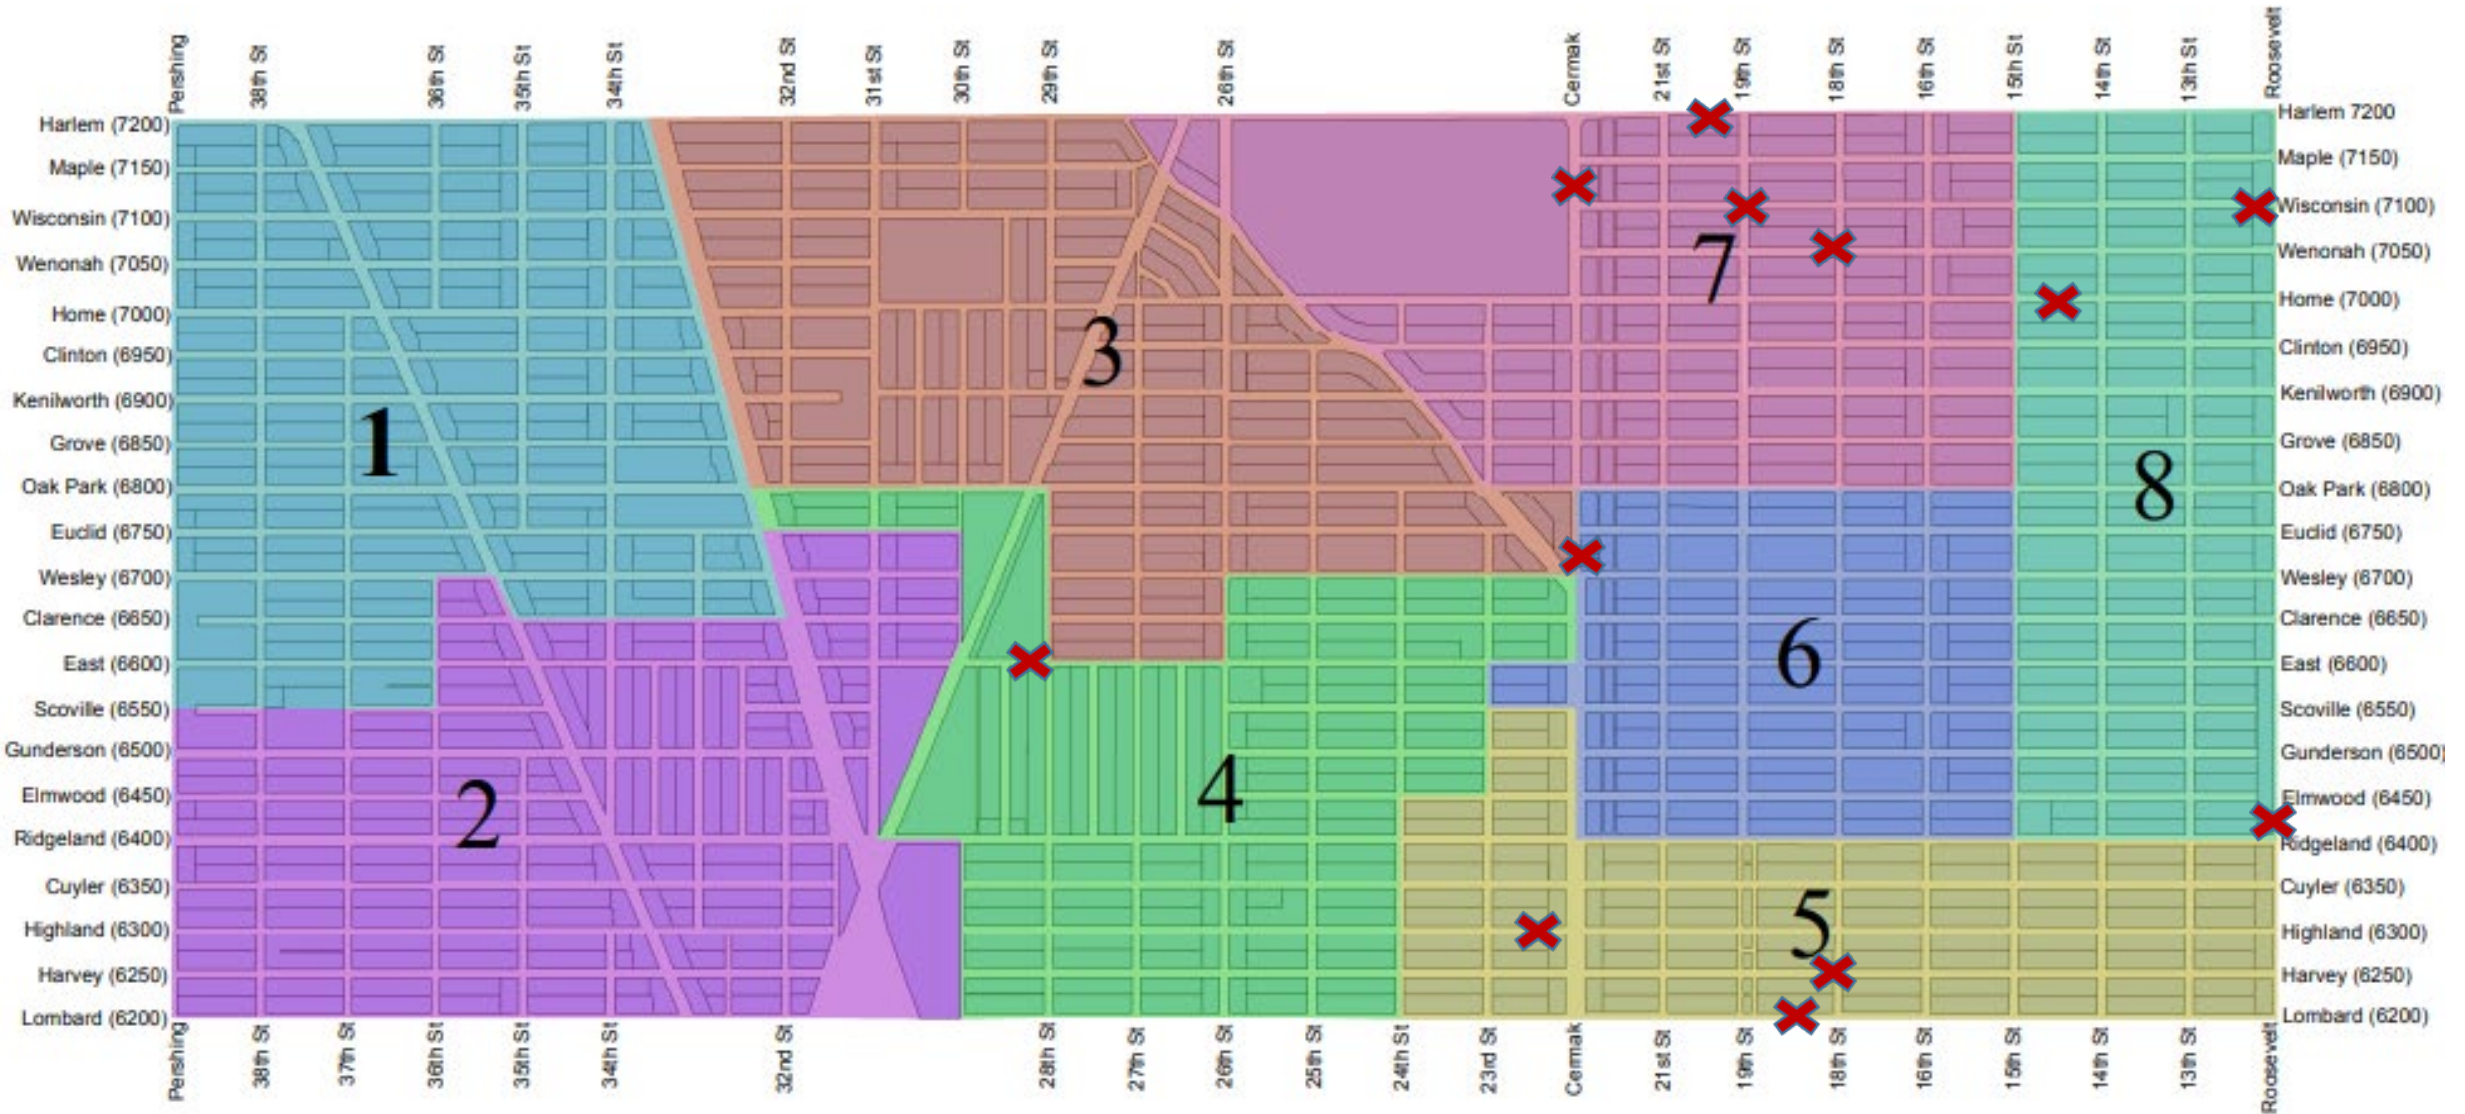 Pershing
38th St
36th St
35th St
34th St
32nd St
31st St
30th St
29th St
26th St
Cermak
21st St
19th St
18th St
16th St
15th St
14th St
13th St
Roosevelt
Harlem (7200)
Maple (7150)
Wisconsin (7100)
Wenonah (7050)
Home (7000)
Clinton (6950)
Kenilworth (6900)
Grove (6850)
Oak Park (6800)
Euclid (6750)
Wesley (6700)
Clarence (6650)
East (6600)
Scoville (6550)
Gunderson (6500)
Elmwood (6450)
Ridgeland (6400)
Cuyler (6350)
Highland (6300)
Harvey (6250)
Lombard (6200)
1
2
3
4
5
6
7
8
Harlem 7200
Maple (7150)
Wisconsin (7100)
Wenonah (7050)
Home (7000)
Clinton (6950)
Kenilworth (6900)
Grove (6850)
Oak Park (6800)
Euclid (6750)
Wesley (6700)
Clarence (6650)
East (6600)
Scoville (6550)
Gunderson (6500)
Elmwood (6450)
Ridgeland (6400)
Cuyler (6350)
Highland (6300)
Harvey (6250)
Lombard (6200)
Pershing
38th St
37th St
36th St
35th St
34th St
32nd St
28th St
27th St
26th St
25th St
24th St
23rd St
Cermak
21st St
19th St
18th St
16th St
15th St
14th St
13th St
Roosevelt